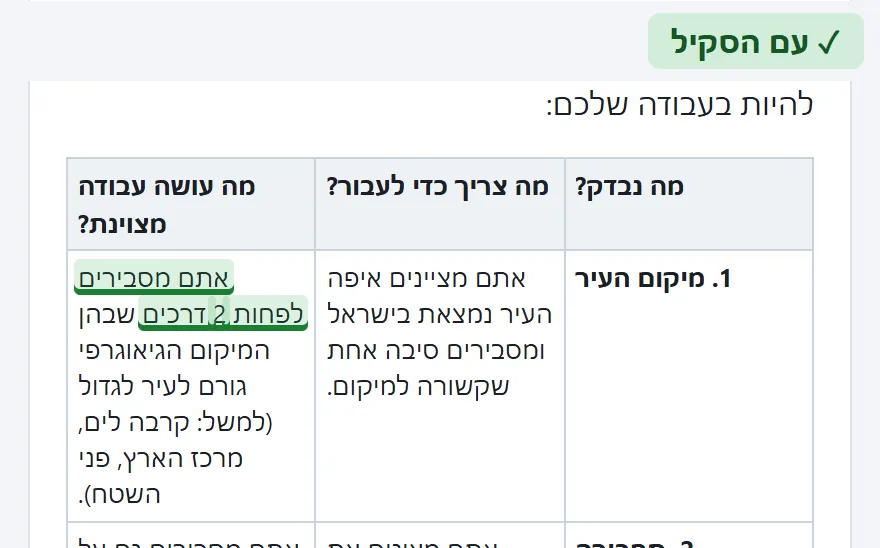 ✓ עם הסקיל
להיות בעבודה שלכם:
מה נבדק?
מה צריך כדי לעבור?
מה עושה עבודה
מצוינת?
1. מיקום העיר
אתם מציינים איפה
העיר נמצאת בישראל
ומסבירים סיבה אחת
שקשורה למיקום.
אתם מסבירים
לפחות 2 דרכים שבהן
המיקום הגיאוגרפי
גורם לעיר לגדול
(למשל: קרבה לים,
מרכז הארץ, פני
השטח).